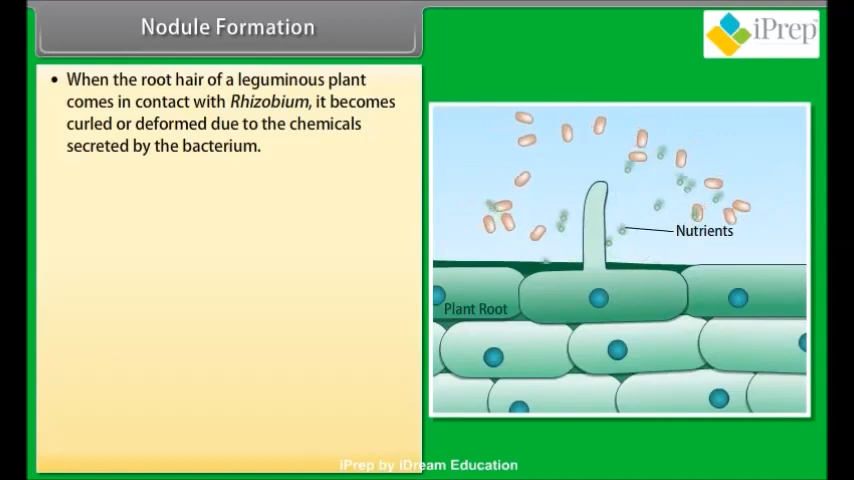 Nodule Formation
iPrep
• When the root hair of a leguminous plant
comes in contact with Rhizobium, it becomes
curled or deformed due to the chemicals
secreted by the bacterium.
Nutrients
Plant Root
iPrep by iDream Education